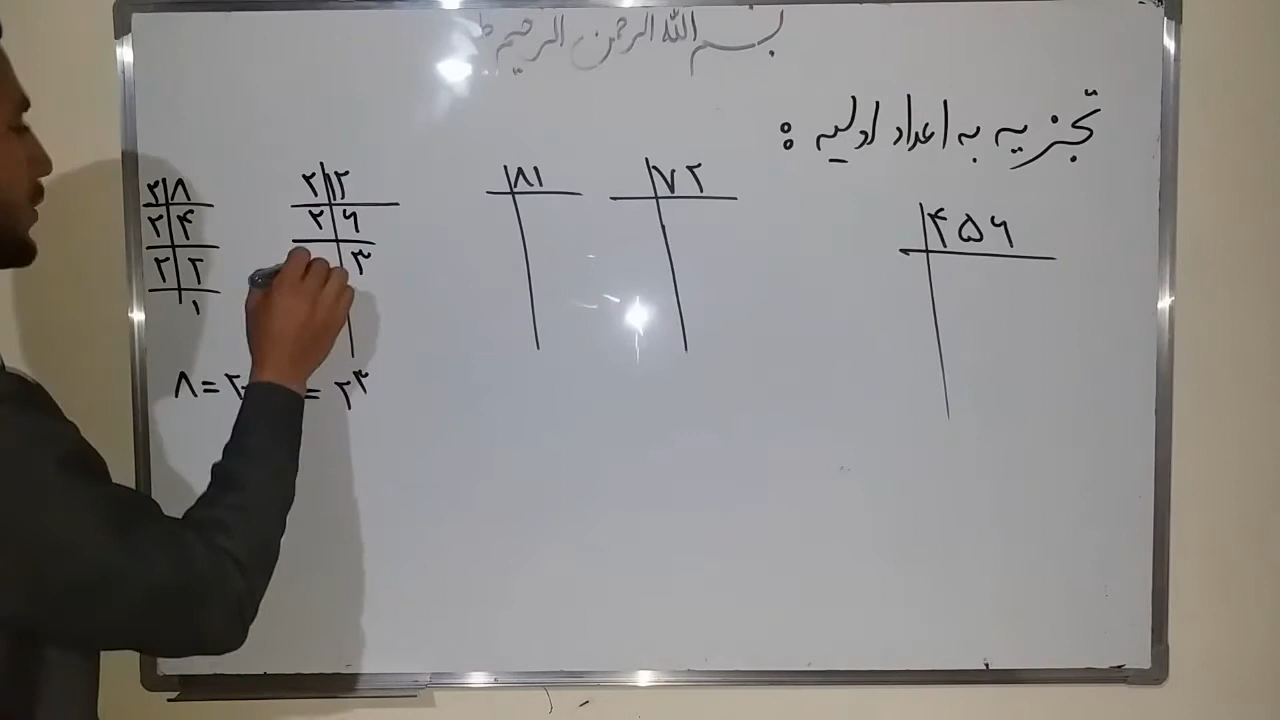 بسم الله الرحمن الرحیم ط
تجزیه به اعداد اولیه :
۴۵۶
۷۲
۸۱
۲ | ۱۲
۲ | ۶
۳
۲ | ۸
۲ | ۴
۲ | ۲
۱
۸ = ۲
= ۲۳